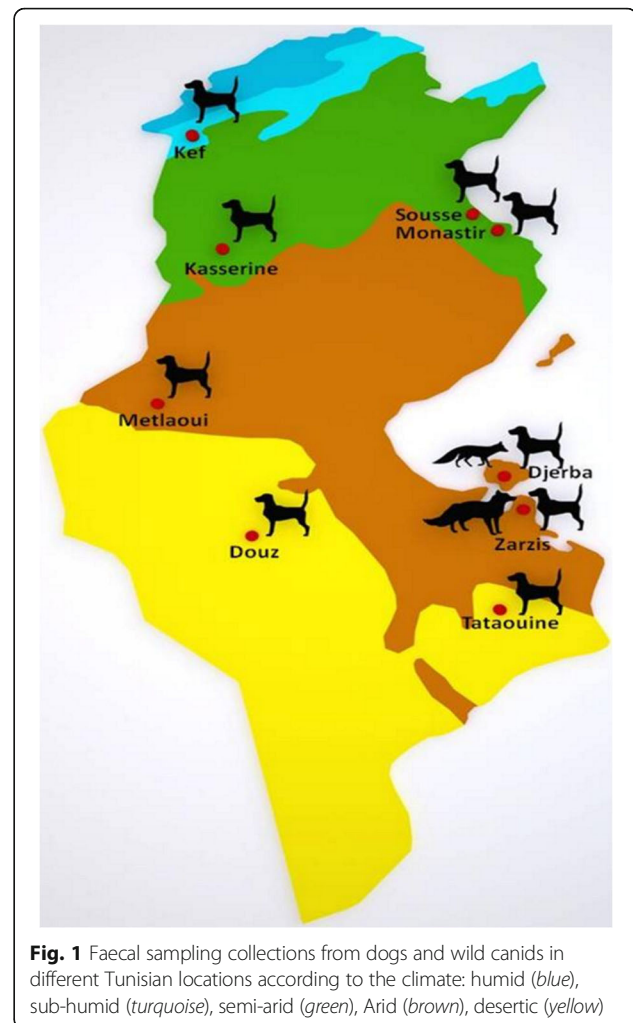 Kef
Sousse
Monastir
Kasserine
Metlaoui
Djerba
Zarzis
Douz
Tataouine
Fig. 1 Faecal sampling collections from dogs and wild canids in
different Tunisian locations according to the climate: humid (blue),
sub-humid (turquoise), semi-arid (green), Arid (brown), desertic (yellow)